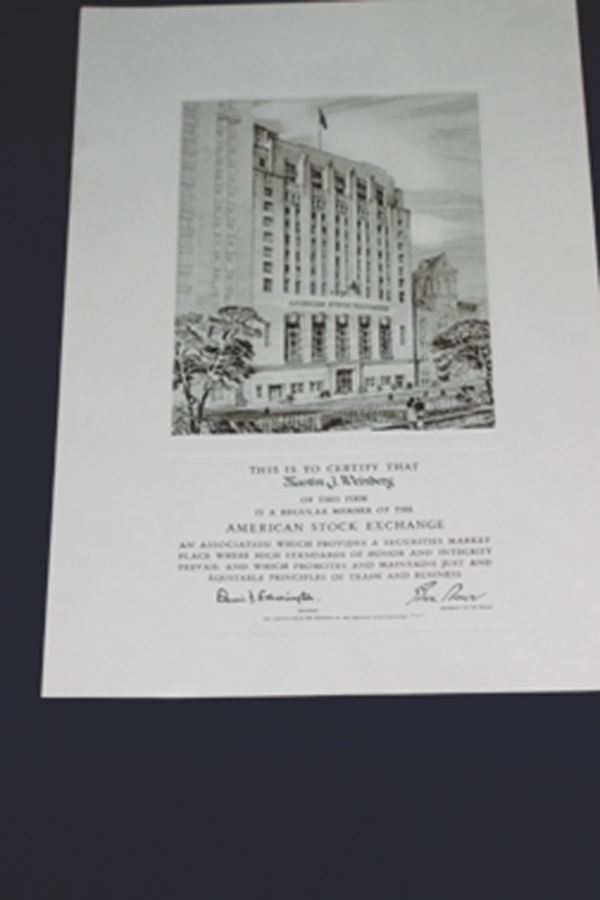 AMERICAN STOCK EXCHANGE
THIS IS TO CERTIFY THAT
Martin J. Weinberg
OF THIS FIRM
IS A REGULAR MEMBER OF THE
AMERICAN STOCK EXCHANGE
AN ASSOCIATION WHICH PROVIDES A SECURITIES MARKET
PLACE WHERE HIGH STANDARDS OF HONOR AND INTEGRITY
PREVAIL AND WHICH PROMOTES AND MAINTAINS JUST AND
EQUITABLE PRINCIPLES OF TRADE AND BUSINESS